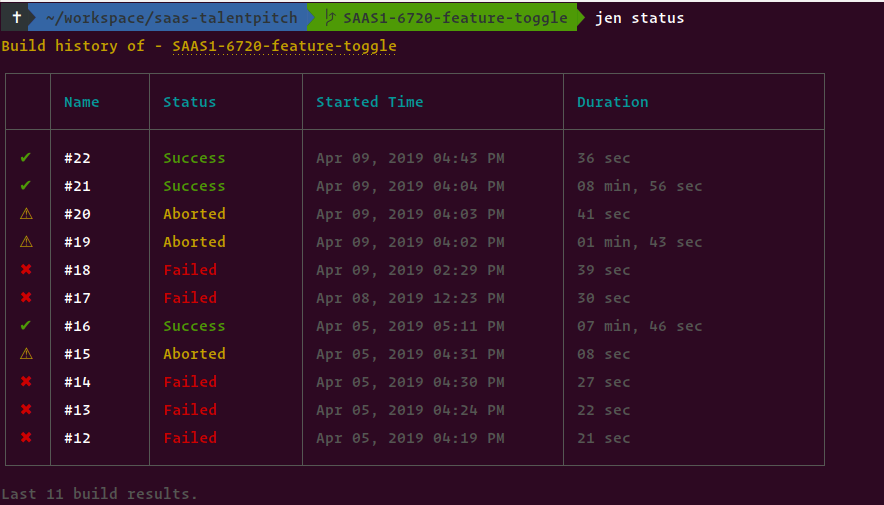 ✝ ~/workspace/saas-talentpitch SAAS1-6720-feature-toggle jen status
Build history of - SAAS1-6720-feature-toggle
Name Status Started Time Duration
✔ #22 Success Apr 09, 2019 04:43 PM 36 sec
✔ #21 Success Apr 09, 2019 04:04 PM 08 min, 56 sec
⚠ #20 Aborted Apr 09, 2019 04:03 PM 41 sec
⚠ #19 Aborted Apr 09, 2019 04:02 PM 01 min, 43 sec
✖ #18 Failed Apr 09, 2019 02:29 PM 39 sec
✖ #17 Failed Apr 08, 2019 12:23 PM 30 sec
✔ #16 Success Apr 05, 2019 05:11 PM 07 min, 46 sec
⚠ #15 Aborted Apr 05, 2019 04:31 PM 08 sec
✖ #14 Failed Apr 05, 2019 04:30 PM 27 sec
✖ #13 Failed Apr 05, 2019 04:24 PM 22 sec
✖ #12 Failed Apr 05, 2019 04:19 PM 21 sec
Last 11 build results.